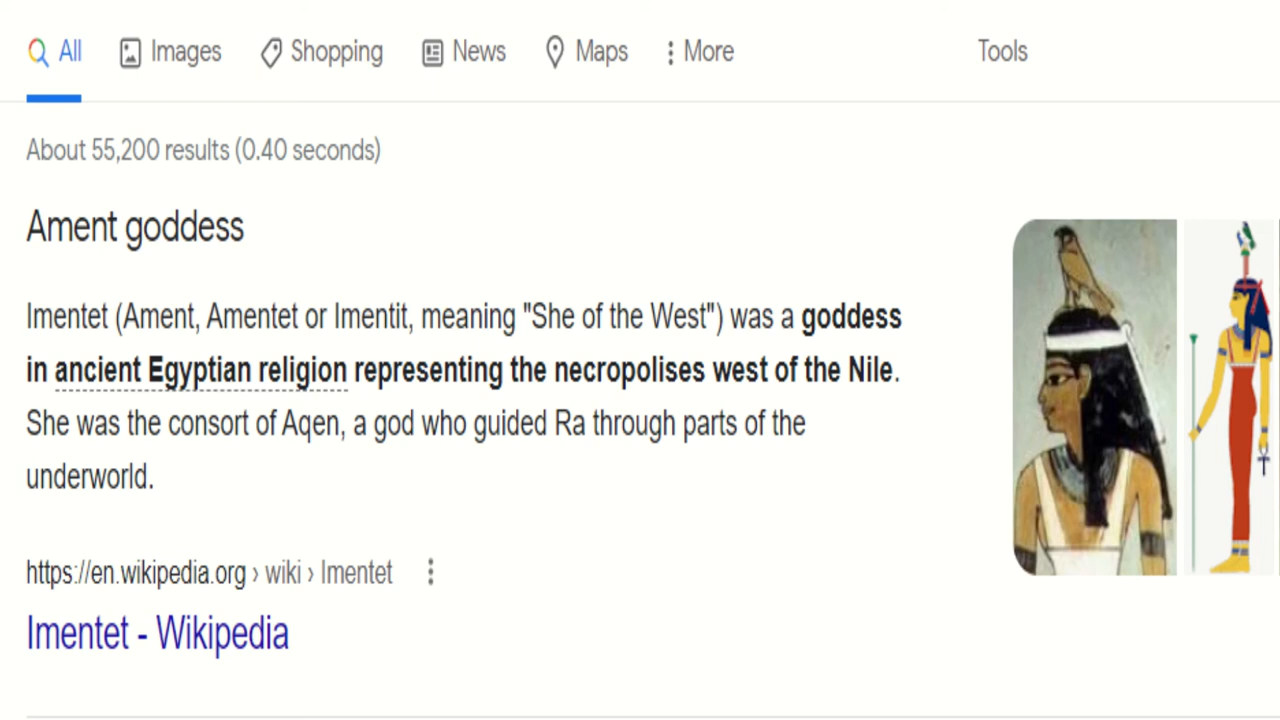 All Images Shopping News Maps More Tools
About 55,200 results (0.40 seconds)
Ament goddess
Imentet (Ament, Amentet or Imentit, meaning "She of the West") was a goddess
in ancient Egyptian religion representing the necropolises west of the Nile.
She was the consort of Aqen, a god who guided Ra through parts of the
underworld.
https://en.wikipedia.org › wiki › Imentet
Imentet - Wikipedia